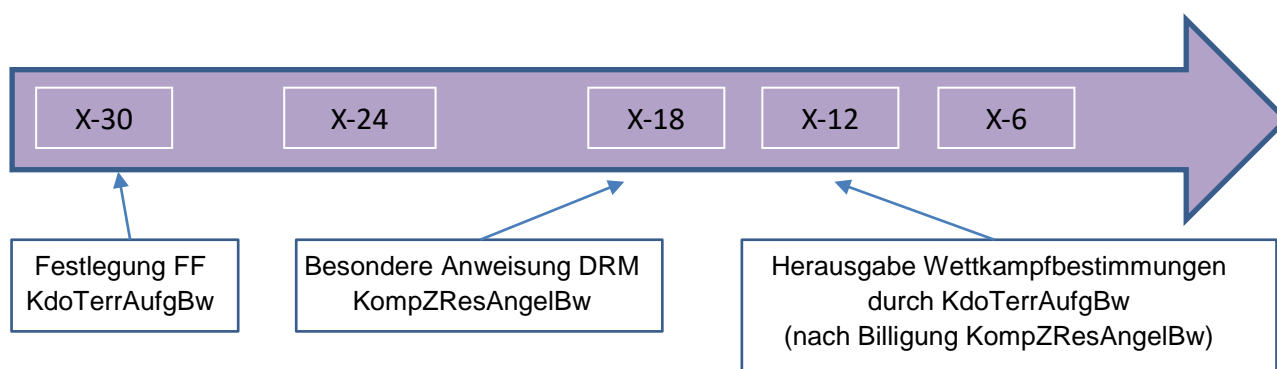 X-30
X-24
X-18
X-12
X-6
Festlegung FF
KdoTerrAufgBw
Besondere Anweisung DRM
KompZResAngelBw
Herausgabe Wettkampfbestimmungen
durch KdoTerrAufgBw
(nach Billigung KompZResAngelBw)